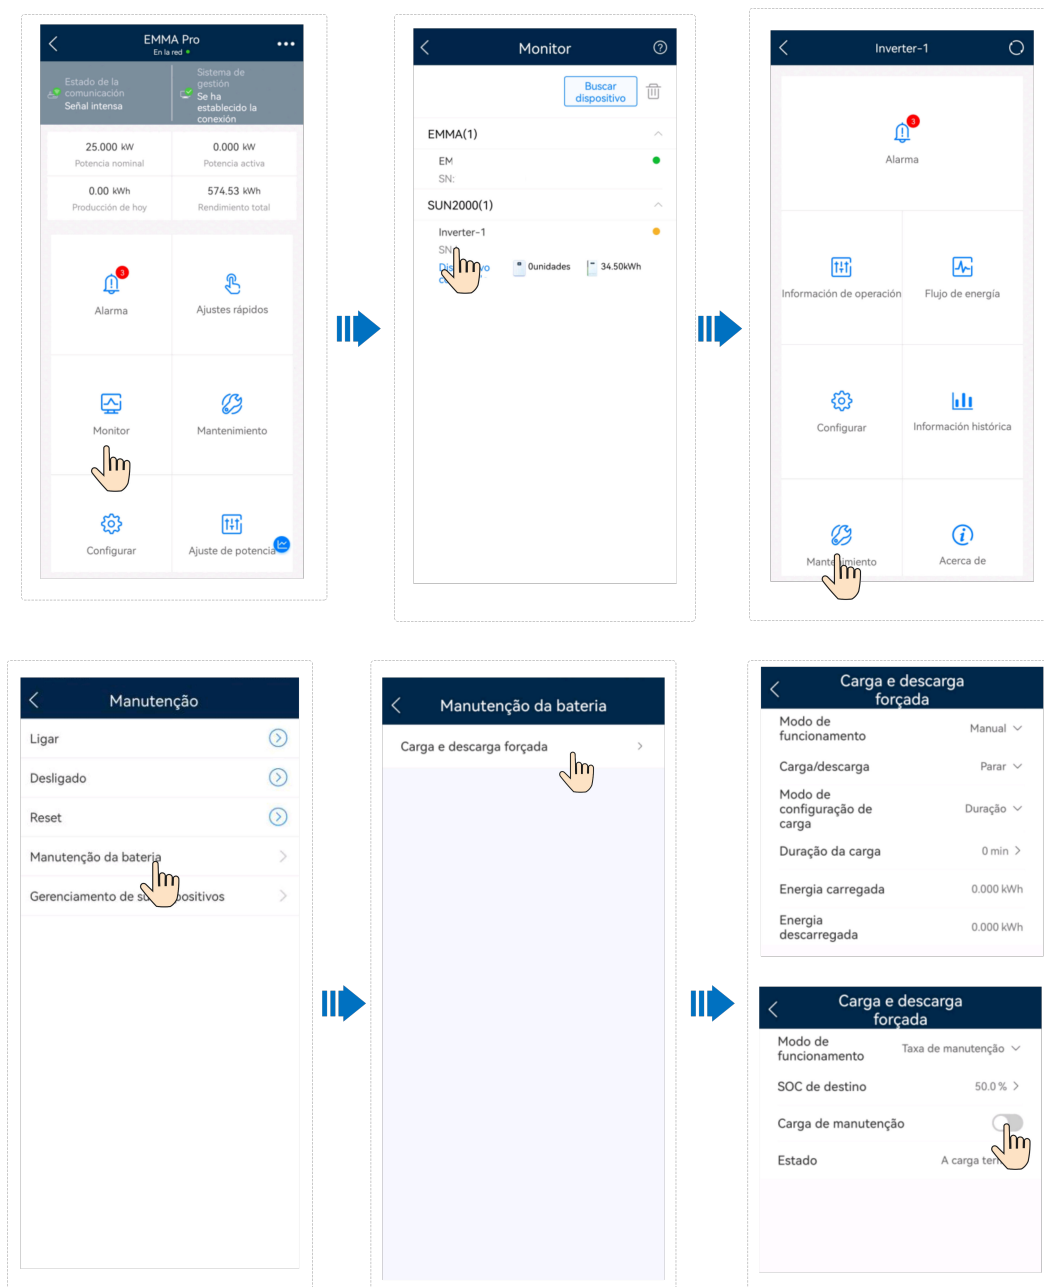 EMMA Pro
En la red
Estado de la
comunicación
Señal intensa
Sistema de
gestión
Se ha
establecido la
conexión
25.000 kW
Potencia nominal
0.000 kW
Potencia activa
0.00 kWh
Producción de hoy
574.53 kWh
Rendimiento total
3
Alarma
Ajustes rápidos
Monitor
Mantenimiento
Configurar
Ajuste de potencia
Monitor
Buscar
dispositivo
EMMA(1)
EM
SN:
SUN2000(1)
Inverter-1
SN:
0unidades
34.50kWh
Inverter-1
3
Alarma
Información de operación
Flujo de energía
Configurar
Información histórica
Mantenimiento
Acerca de
Manutenção
Ligar
Desligado
Reset
Manutenção da bateria
Gerenciamento de
Manutenção da bateria
Carga e descarga forçada
Carga e descarga
forçada
Modo de
funcionamento
Manual
Carga/descarga
Parar
Modo de
configuração de
carga
Duração
Duração da carga
0 min
Energia carregada
0.000 kWh
Energia
descarregada
0.000 kWh
Carga e descarga
forçada
Modo de
funcionamento
Taxa de manutenção
SOC de destino
50.0 %
Carga de manutenção
Estado
A carga